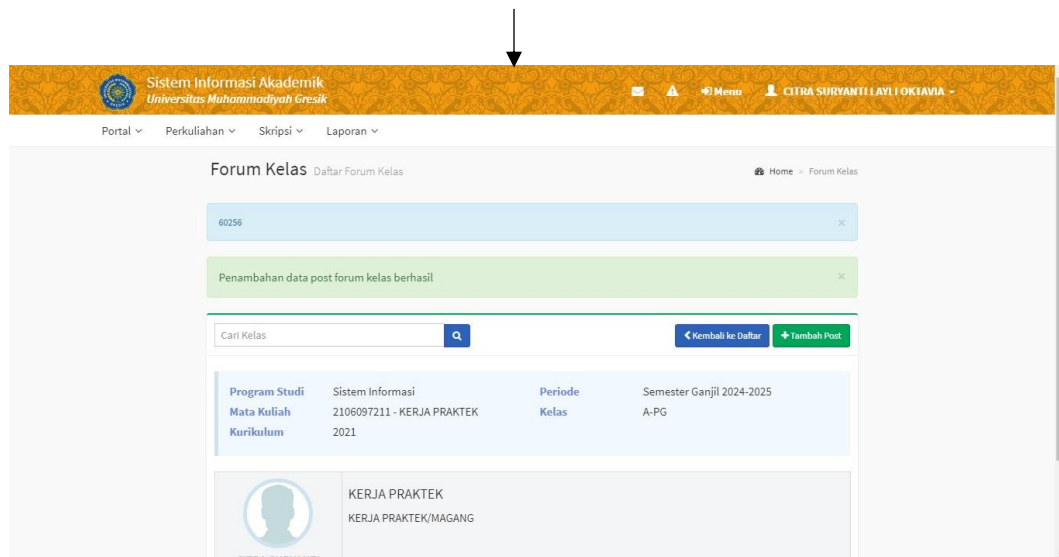 Sistem Informasi Akademik
Universitas Muhammadiyah Gresik
Menu
CITRA SURYANTI LAYLI OKTAVIA
Portal
Perkuliahan
Skripsi
Laporan
Forum Kelas Daftar Forum Kelas
Home > Forum Kelas
60256 ×
Penambahan data post forum kelas berhasil ×
Cari Kelas
Kembali ke Daftar
+Tambah Post
Program Studi Sistem Informasi Periode Semester Ganjil 2024-2025
Mata Kuliah 2106097211 - KERJA PRAKTEK Kelas A-PG
Kurikulum 2021
KERJA PRAKTEK
KERJA PRAKTEK/MAGANG